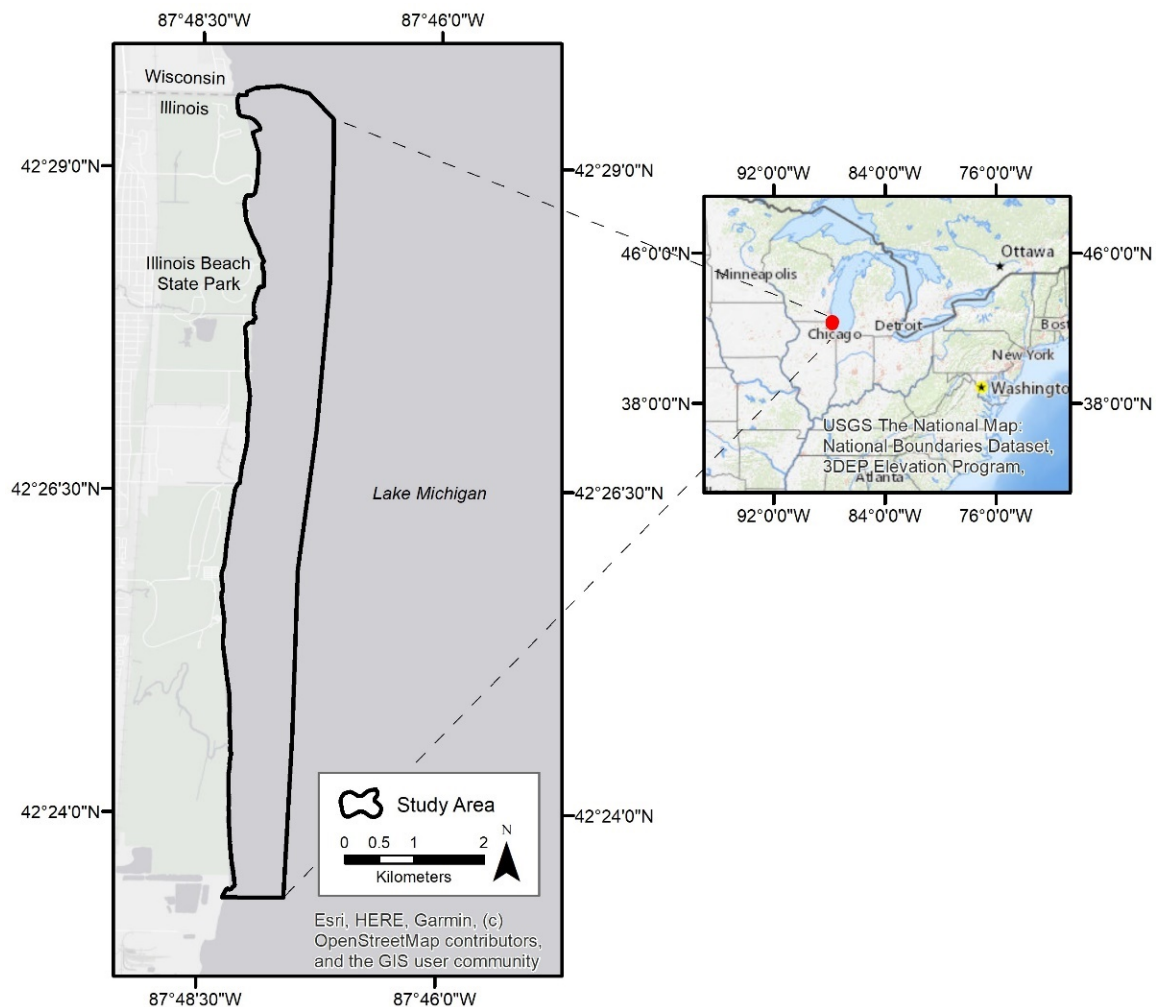 87°48'30"W
87°46'0"W
Wisconsin
Illinois
42°29'0"N
42°29'0"N
Illinois Beach
State Park
42°26'30"N
42°26'30"N
Lake Michigan
42°24'0"N
42°24'0"N
Study Area
0 0.5 1 2
Kilometers
N
Esri, HERE, Garmin, (c)
OpenStreetMap contributors,
and the GIS user community
87°48'30"W
87°46'0"W
92°0'0"W
84°0'0"W
76°0'0"W
46°0'0"N
46°0'0"N
Ottawa
Minneapolis
Chicago
Detroit
Bost
New York
Washingto
38°0'0"N
38°0'0"N
USGS The National Map:
National Boundaries Dataset,
3DEP Elevation Program,
Atlanta
92°0'0"W
84°0'0"W
76°0'0"W